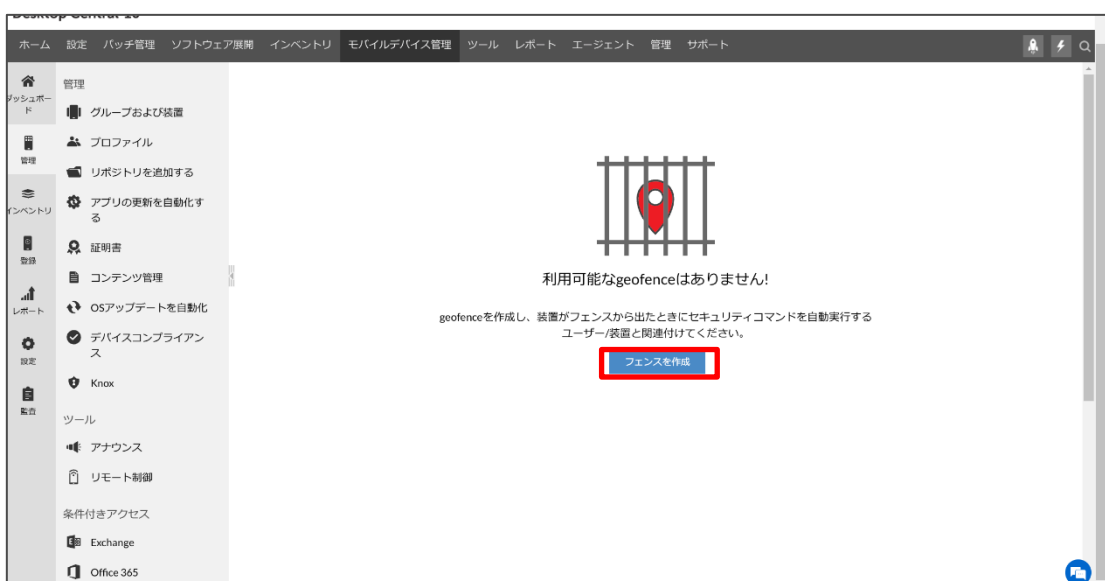 ホーム 設定 パッチ管理 ソフトウェア展開 インベントリ モバイルデバイス管理 ツール レポート エージェント 管理 サポート
ド
管理
インベントリ
登録
レポート
設定
監査
管理
グループおよび装置
プロファイル
リポジトリを追加する
アプリの更新を自動化す
る
証明書
コンテンツ管理
OSアップデートを自動化
デバイスコンプライアン
ス
Knox
ツール
アナウンス
リモート制御
条件付きアクセス
Exchange
Office 365
利用可能なgeofenceはありません!
geofenceを作成し、装置がフェンスから出たときにセキュリティコマンドを自動実行する
ユーザー/装置と関連付けてください。
フェンスを作成